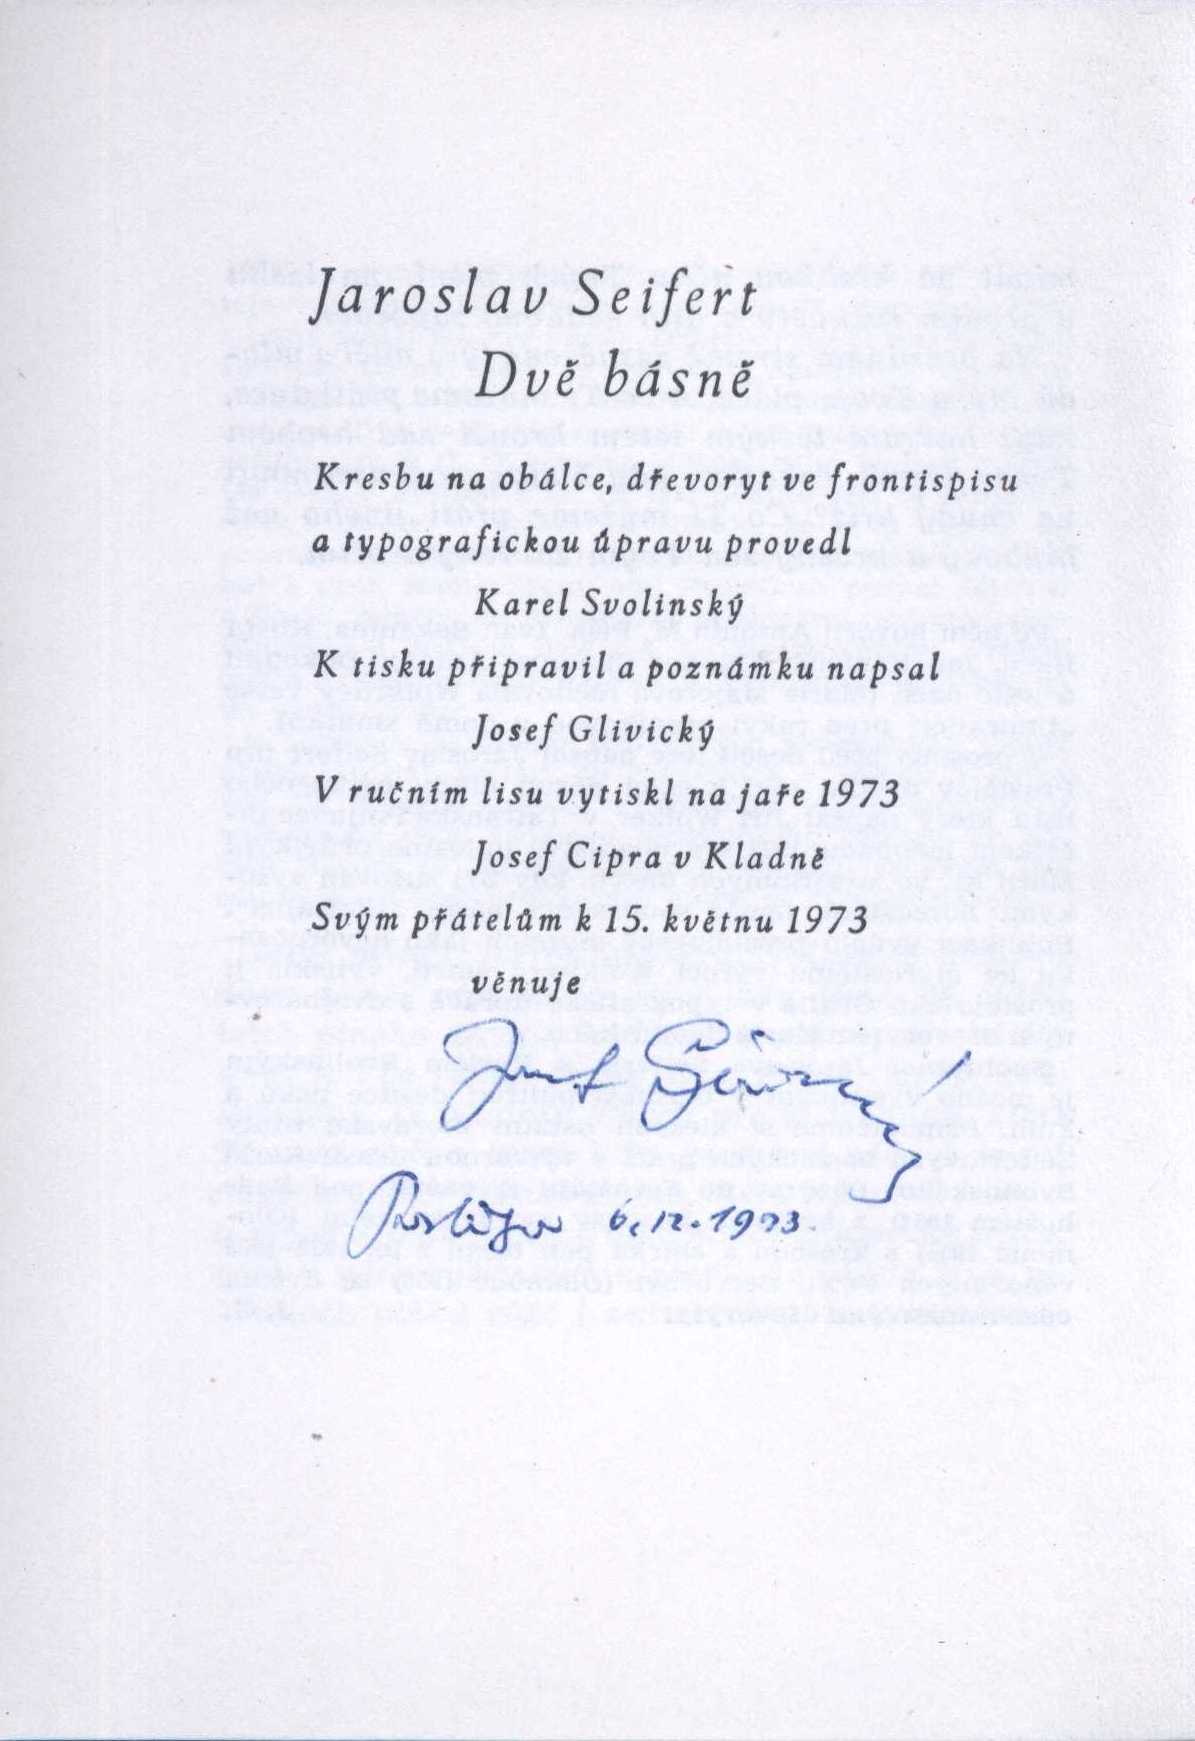 Jaroslav Seifert
Dvě básně
Kresbu na obálce, dřevoryt ve frontispisu
a typografickou úpravu provedl
Karel Svolinský
K tisku připravil a poznámku napsal
Josef Glivický
V ručním lisu vytiskl na jaře 1973
Josef Cipra v Kladně
Svým přátelům k 15. květnu 1973
věnuje
Josef Glivický
6. 12. 1973